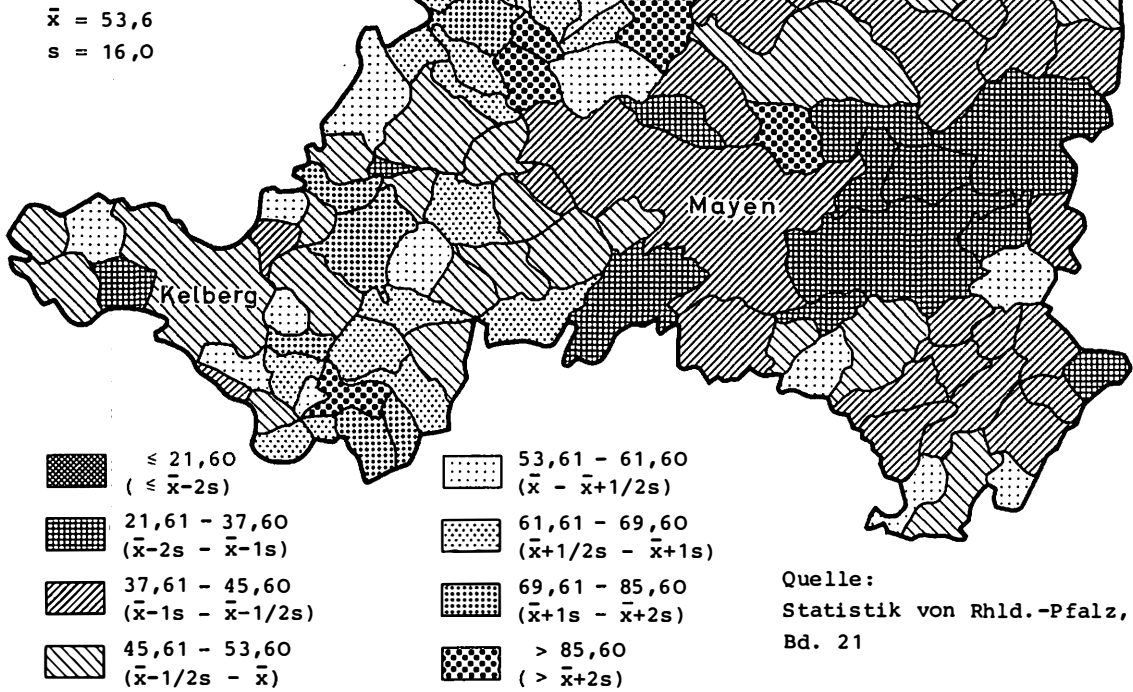 x̄ = 53,6
s = 16,0
Mayen
Kelberg
≤ 21,60
( ≤ x̄-2s)
21,61 - 37,60
(x̄-2s - x̄-1s)
37,61 - 45,60
(x̄-1s - x̄-1/2s)
45,61 - 53,60
(x̄-1/2s - x̄)
53,61 - 61,60
(x̄ - x̄+1/2s)
61,61 - 69,60
(x̄+1/2s - x̄+1s)
69,61 - 85,60
(x̄+1s - x̄+2s)
> 85,60
( > x̄+2s)
Quelle:
Statistik von Rhld.-Pfalz,
Bd. 21